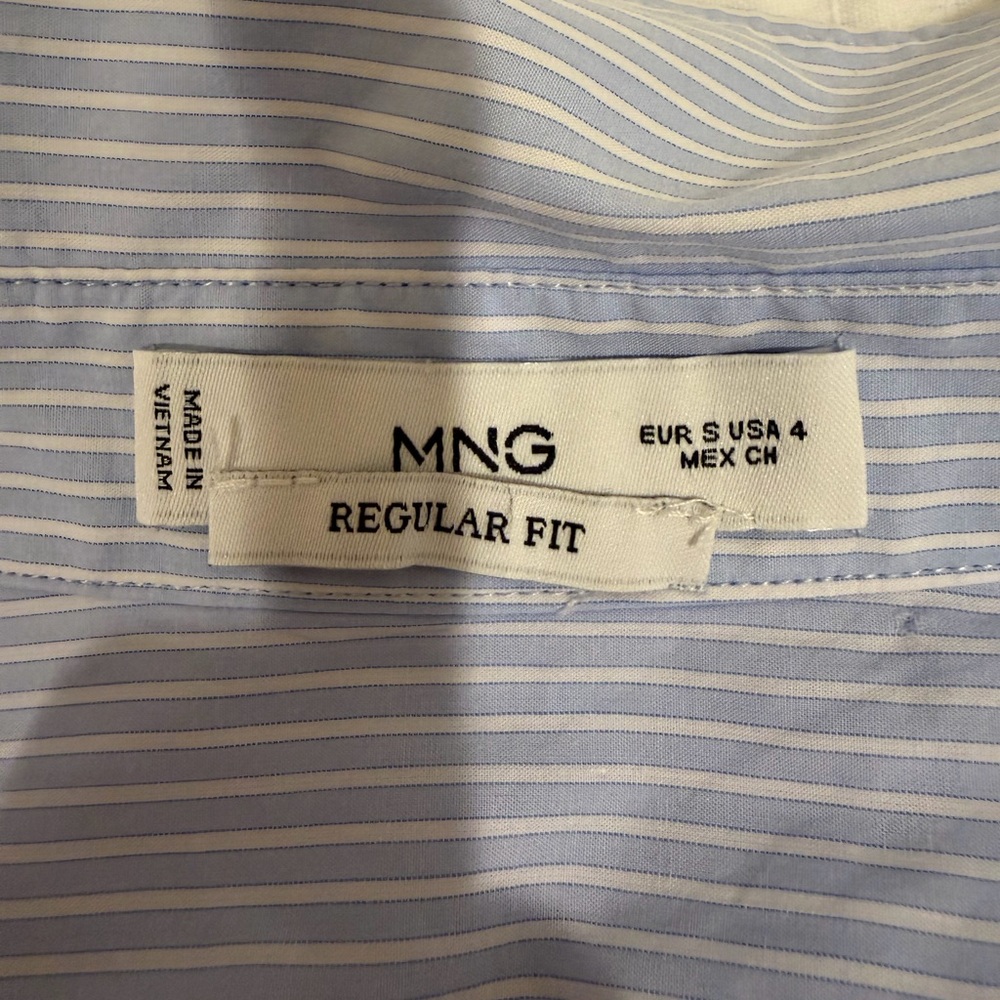 MADE IN
VIETNAM
MNG
EUR S USA 4
MEX CH
REGULAR FIT